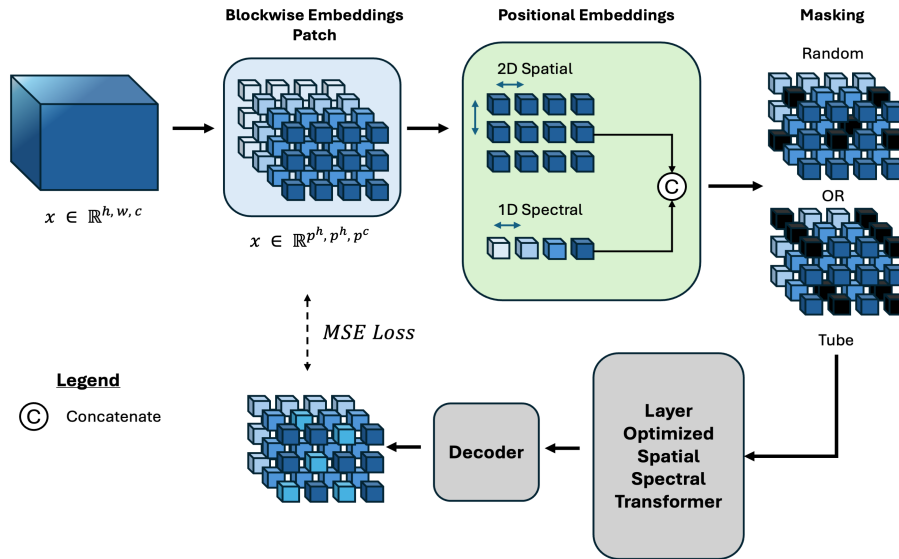 Blockwise Embeddings
Patch
Positional Embeddings
Masking
2D Spatial
Random
x ∈ ℝ^{h, w, c}
C
OR
1D Spectral
x ∈ ℝ^{p^h, p^h, p^c}
MSE Loss
Tube
Legend
C Concatenate
Decoder
Layer
Optimized
Spatial
Spectral
Transformer